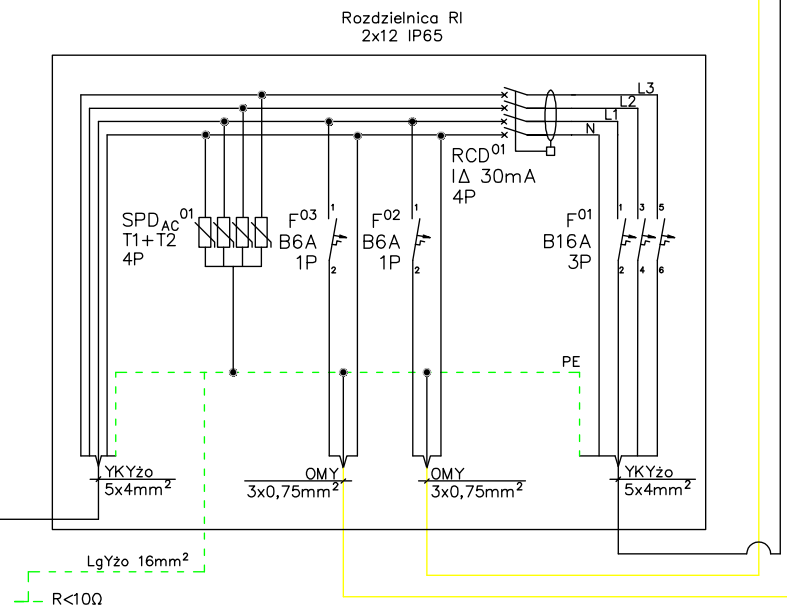 Rozdzielnica RI
2x12 IP65
L3
L2
L1
N
RCD⁰¹
IΔ 30mA
4P
SPD_AC⁰¹
T1+T2
4P
F⁰³
B6A
1P
1
2
F⁰²
B6A
1P
1
2
F⁰¹
B16A
3P
1
3
5
2
4
6
PE
YKYżo
5x4mm²
OMY
3x0,75mm²
OMY
3x0,75mm²
YKYżo
5x4mm²
LgYżo 16mm²
R<10Ω